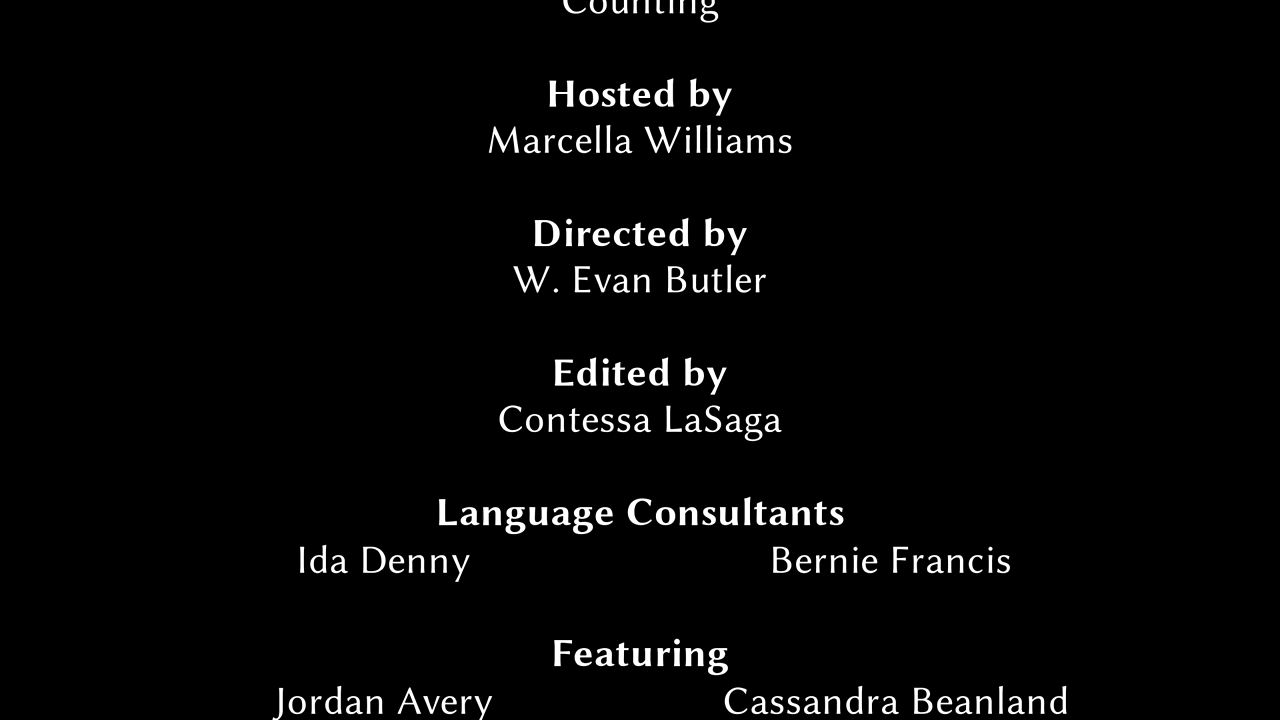 Counting
Hosted by
Marcella Williams
Directed by
W. Evan Butler
Edited by
Contessa LaSaga
Language Consultants
Ida Denny Bernie Francis
Featuring
Jordan Avery Cassandra Beanland